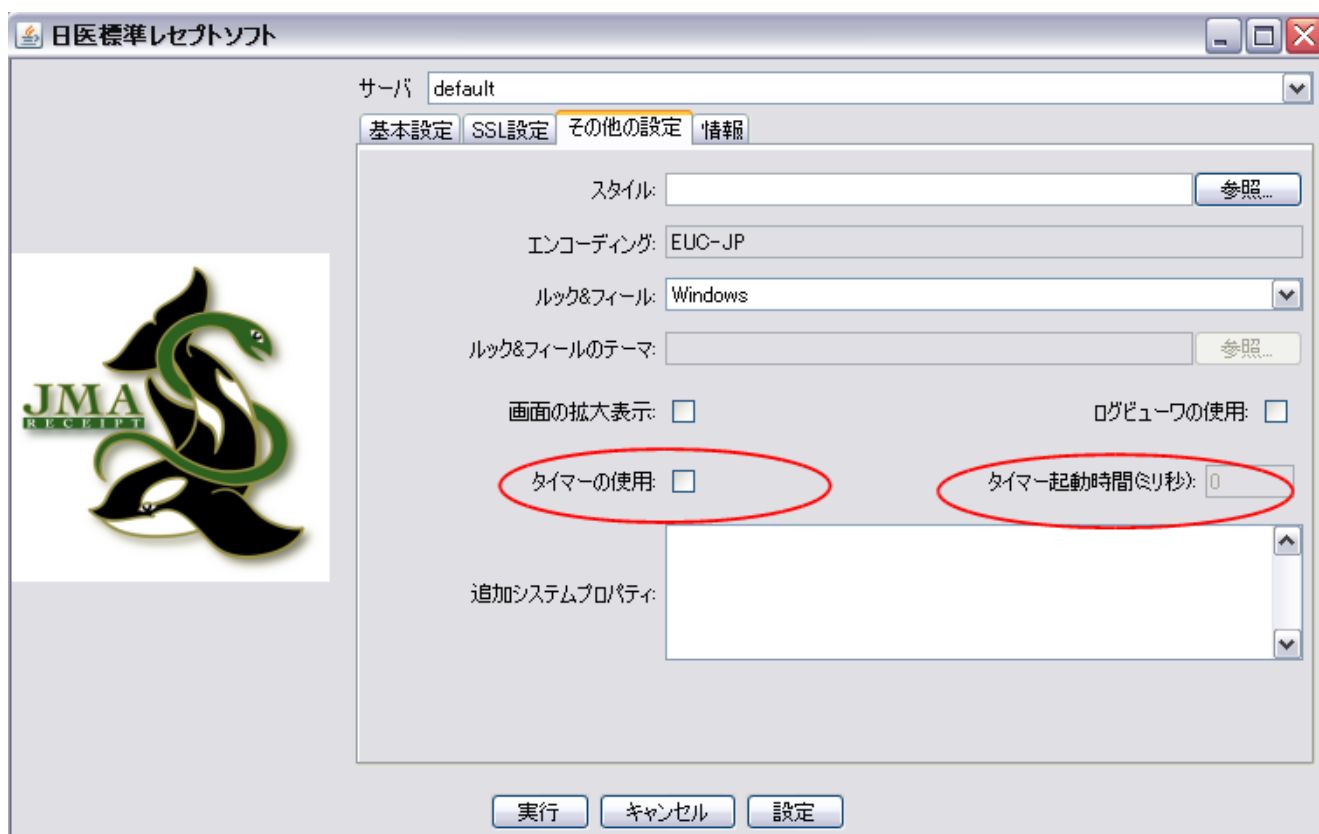 日医標準レセプトソフト
サーバ default
基本設定 SSL設定 その他の設定 情報
スタイル: 参照...
エンコーディング: EUC-JP
ルック&フィール: Windows
ルック&フィールのテーマ: 参照...
画面の拡大表示: ログビューワの使用:
タイマーの使用: タイマー起動時間(ミリ秒): 0
追加システムプロパティ:
JMA
RECEIPT
実行 キャンセル 設定